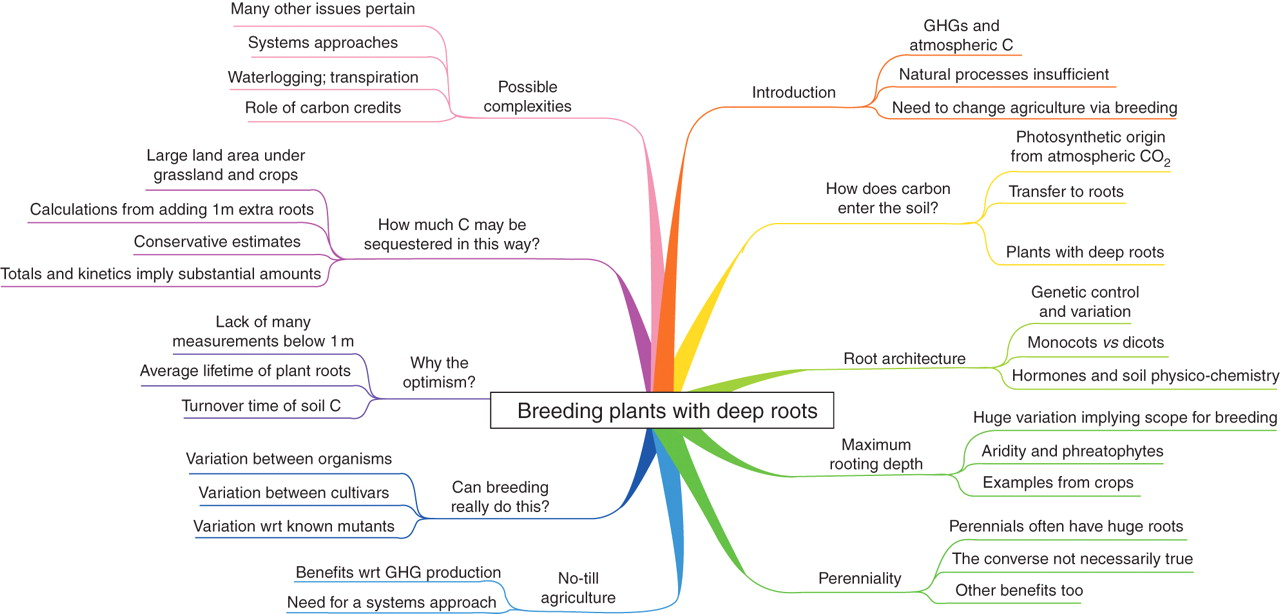 Breeding plants with deep roots
Introduction
GHGs and
atmospheric C
Natural processes insufficient
Need to change agriculture via breeding
How does carbon
enter the soil?
Photosynthetic origin
from atmospheric CO₂
Transfer to roots
Plants with deep roots
Root architecture
Genetic control
and variation
Monocots vs dicots
Hormones and soil physico-chemistry
Maximum
rooting depth
Huge variation implying scope for breeding
Aridity and phreatophytes
Examples from crops
Perenniality
Perennials often have huge roots
The converse not necessarily true
Other benefits too
No-till
agriculture
Benefits wrt GHG production
Need for a systems approach
Can breeding
really do this?
Variation between organisms
Variation between cultivars
Variation wrt known mutants
Why the
optimism?
Lack of many
measurements below 1 m
Average lifetime of plant roots
Turnover time of soil C
How much C may be
sequestered in this way?
Large land area under
grassland and crops
Calculations from adding 1m extra roots
Conservative estimates
Totals and kinetics imply substantial amounts
Possible
complexities
Many other issues pertain
Systems approaches
Waterlogging; transpiration
Role of carbon credits